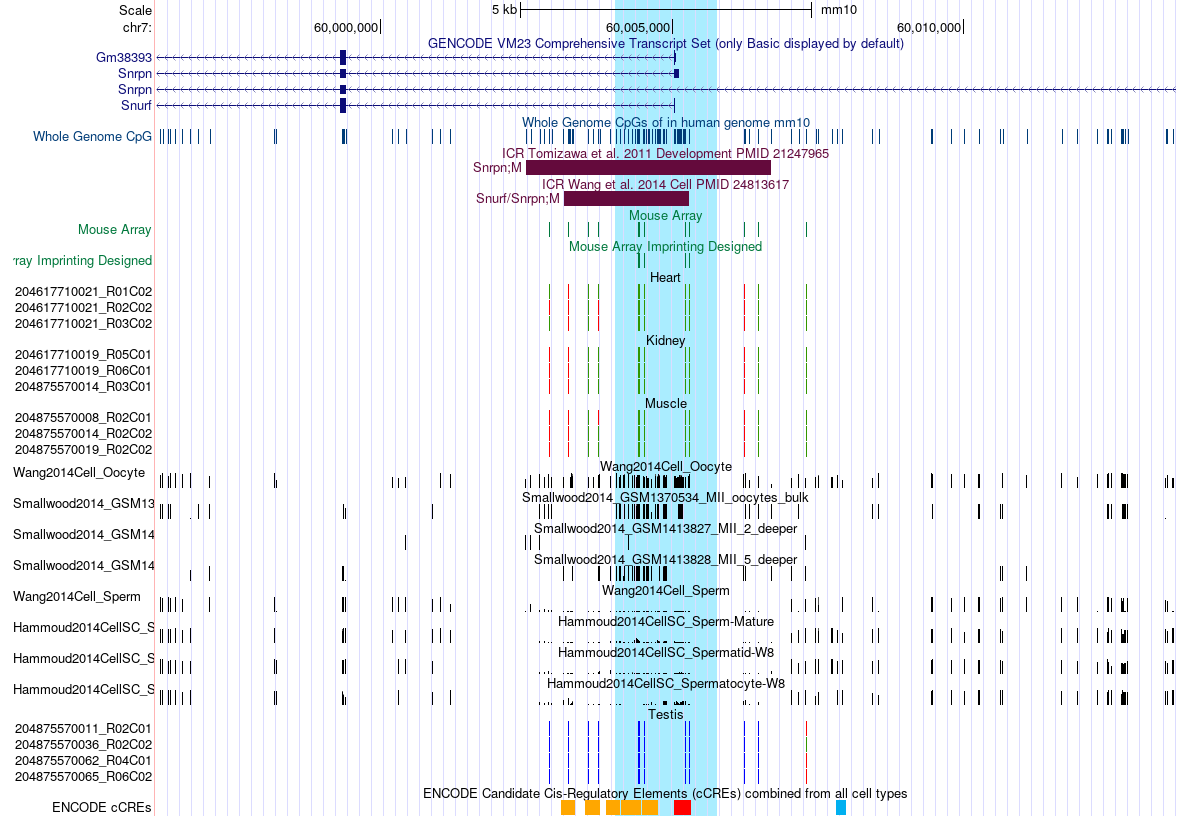 Scale 5 kb mm10
chr7: 60,000,000 60,005,000 60,010,000
GENCODE VM23 Comprehensive Transcript Set (only Basic displayed by default)
Gm38393
Snrpn
Snrpn
Snurf
Whole Genome CpGs of in human genome mm10
Whole Genome CpG
ICR Tomizawa et al. 2011 Development PMID 21247965
Snrpn;M
ICR Wang et al. 2014 Cell PMID 24813617
Snurf/Snrpn;M
Mouse Array
Mouse Array
Mouse Array Imprinting Designed
rray Imprinting Designed
Heart
204617710021_R01C02
204617710021_R02C02
204617710021_R03C02
Kidney
204617710019_R05C01
204617710019_R06C01
204875570014_R03C01
Muscle
204875570008_R02C01
204875570014_R02C02
204875570019_R02C02
Wang2014Cell_Oocyte
Wang2014Cell_Oocyte
Smallwood2014_GSM1370534_MII_oocytes_bulk
Smallwood2014_GSM13
Smallwood2014_GSM1413827_MII_2_deeper
Smallwood2014_GSM14
Smallwood2014_GSM1413828_MII_5_deeper
Smallwood2014_GSM14
Wang2014Cell_Sperm
Wang2014Cell_Sperm
Hammoud2014CellSC_Sperm-Mature
Hammoud2014CellSC_S
Hammoud2014CellSC_Spermatid-W8
Hammoud2014CellSC_S
Hammoud2014CellSC_Spermatocyte-W8
Hammoud2014CellSC_S
Testis
204875570011_R02C01
204875570036_R02C02
204875570062_R04C01
204875570065_R06C02
ENCODE Candidate Cis-Regulatory Elements (cCREs) combined from all cell types
ENCODE cCREs